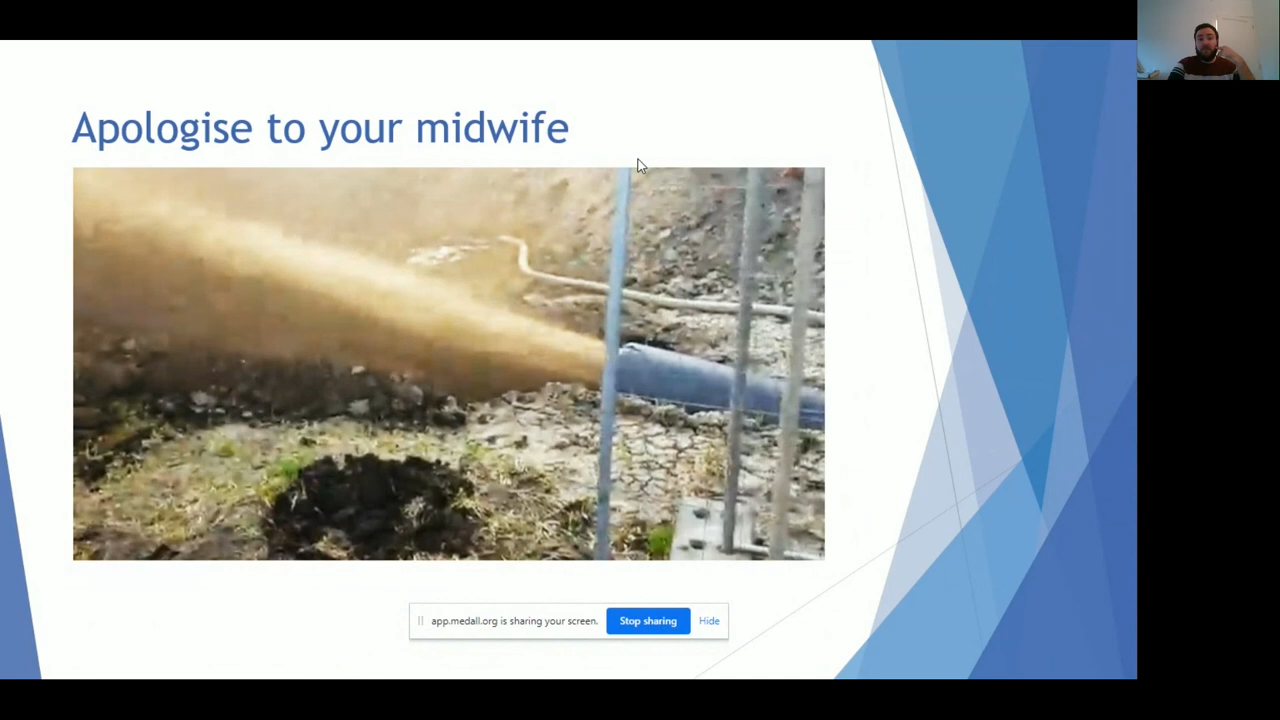 Apologise to your midwife
app.medall.org is sharing your screen.
Stop sharing
Hide